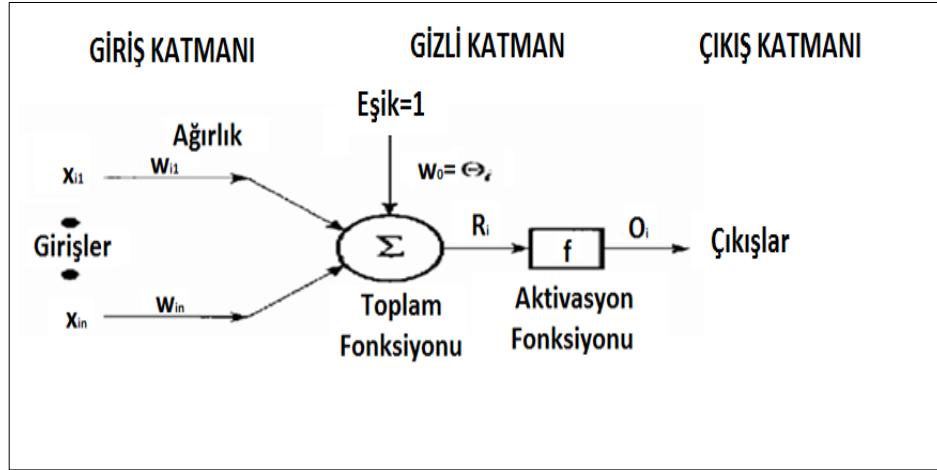 GİRİŞ KATMANI
GİZLİ KATMAN
ÇIKIŞ KATMANI
Eşik=1
Ağırlık
Xi1
Wi1
W0= Θi
Ri
Oi
Girişler
Σ
f
Çıkışlar
Xin
Win
Toplam
Fonksiyonu
Aktivasyon
Fonksiyonu